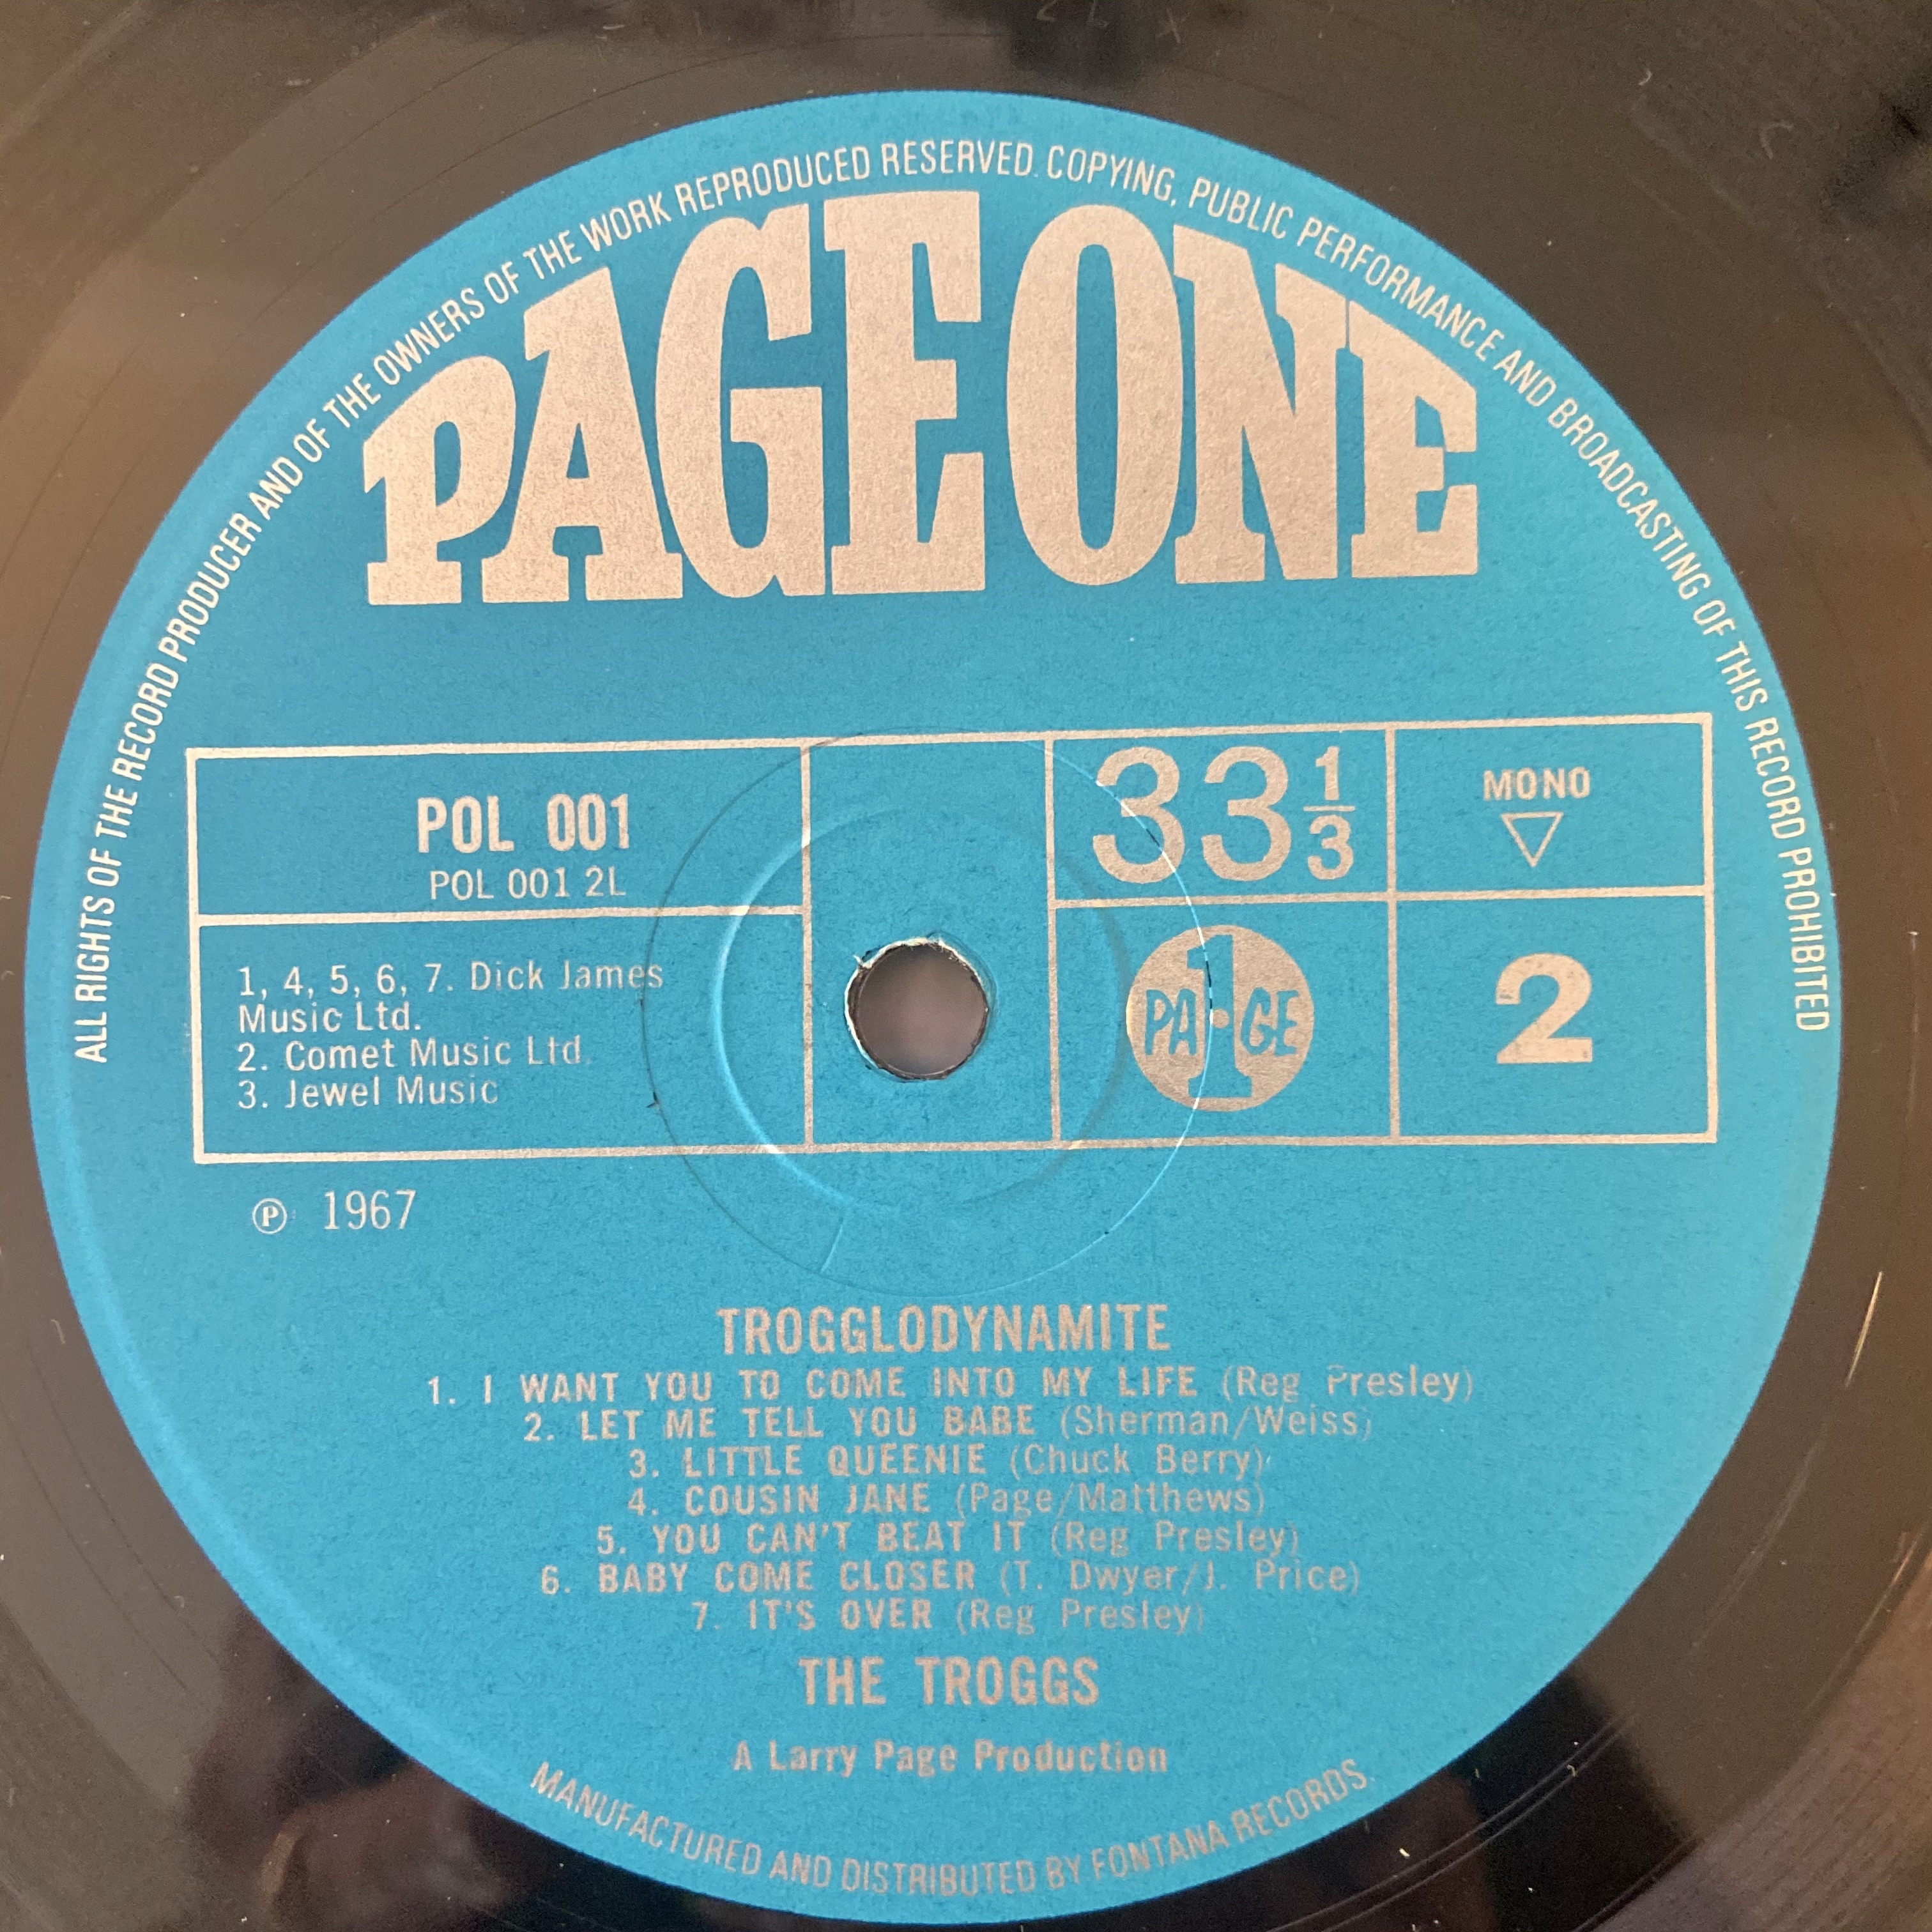 ALL RIGHTS OF THE RECORD PRODUCER AND OF THE OWNERS OF THE WORK REPRODUCED RESERVED. COPYING, PUBLIC PERFORMANCE AND BROADCASTING OF THIS RECORD PROHIBITED
PAGE ONE
POL 001
POL 001 2L
33 1/3
MONO
1, 4, 5, 6, 7. Dick James
Music Ltd.
2. Comet Music Ltd.
3. Jewel Music
PA1GE
2
℗ 1967
TROGGLODYNAMITE
1. I WANT YOU TO COME INTO MY LIFE (Reg Presley)
2. LET ME TELL YOU BABE (Sherman/Weiss)
3. LITTLE QUEENIE (Chuck Berry)
4. COUSIN JANE (Page/Matthews)
5. YOU CAN'T BEAT IT (Reg Presley)
6. BABY COME CLOSER (T. Dwyer/J. Price)
7. IT'S OVER (Reg Presley)
THE TROGGS
A Larry Page Production
MANUFACTURED AND DISTRIBUTED BY FONTANA RECORDS.